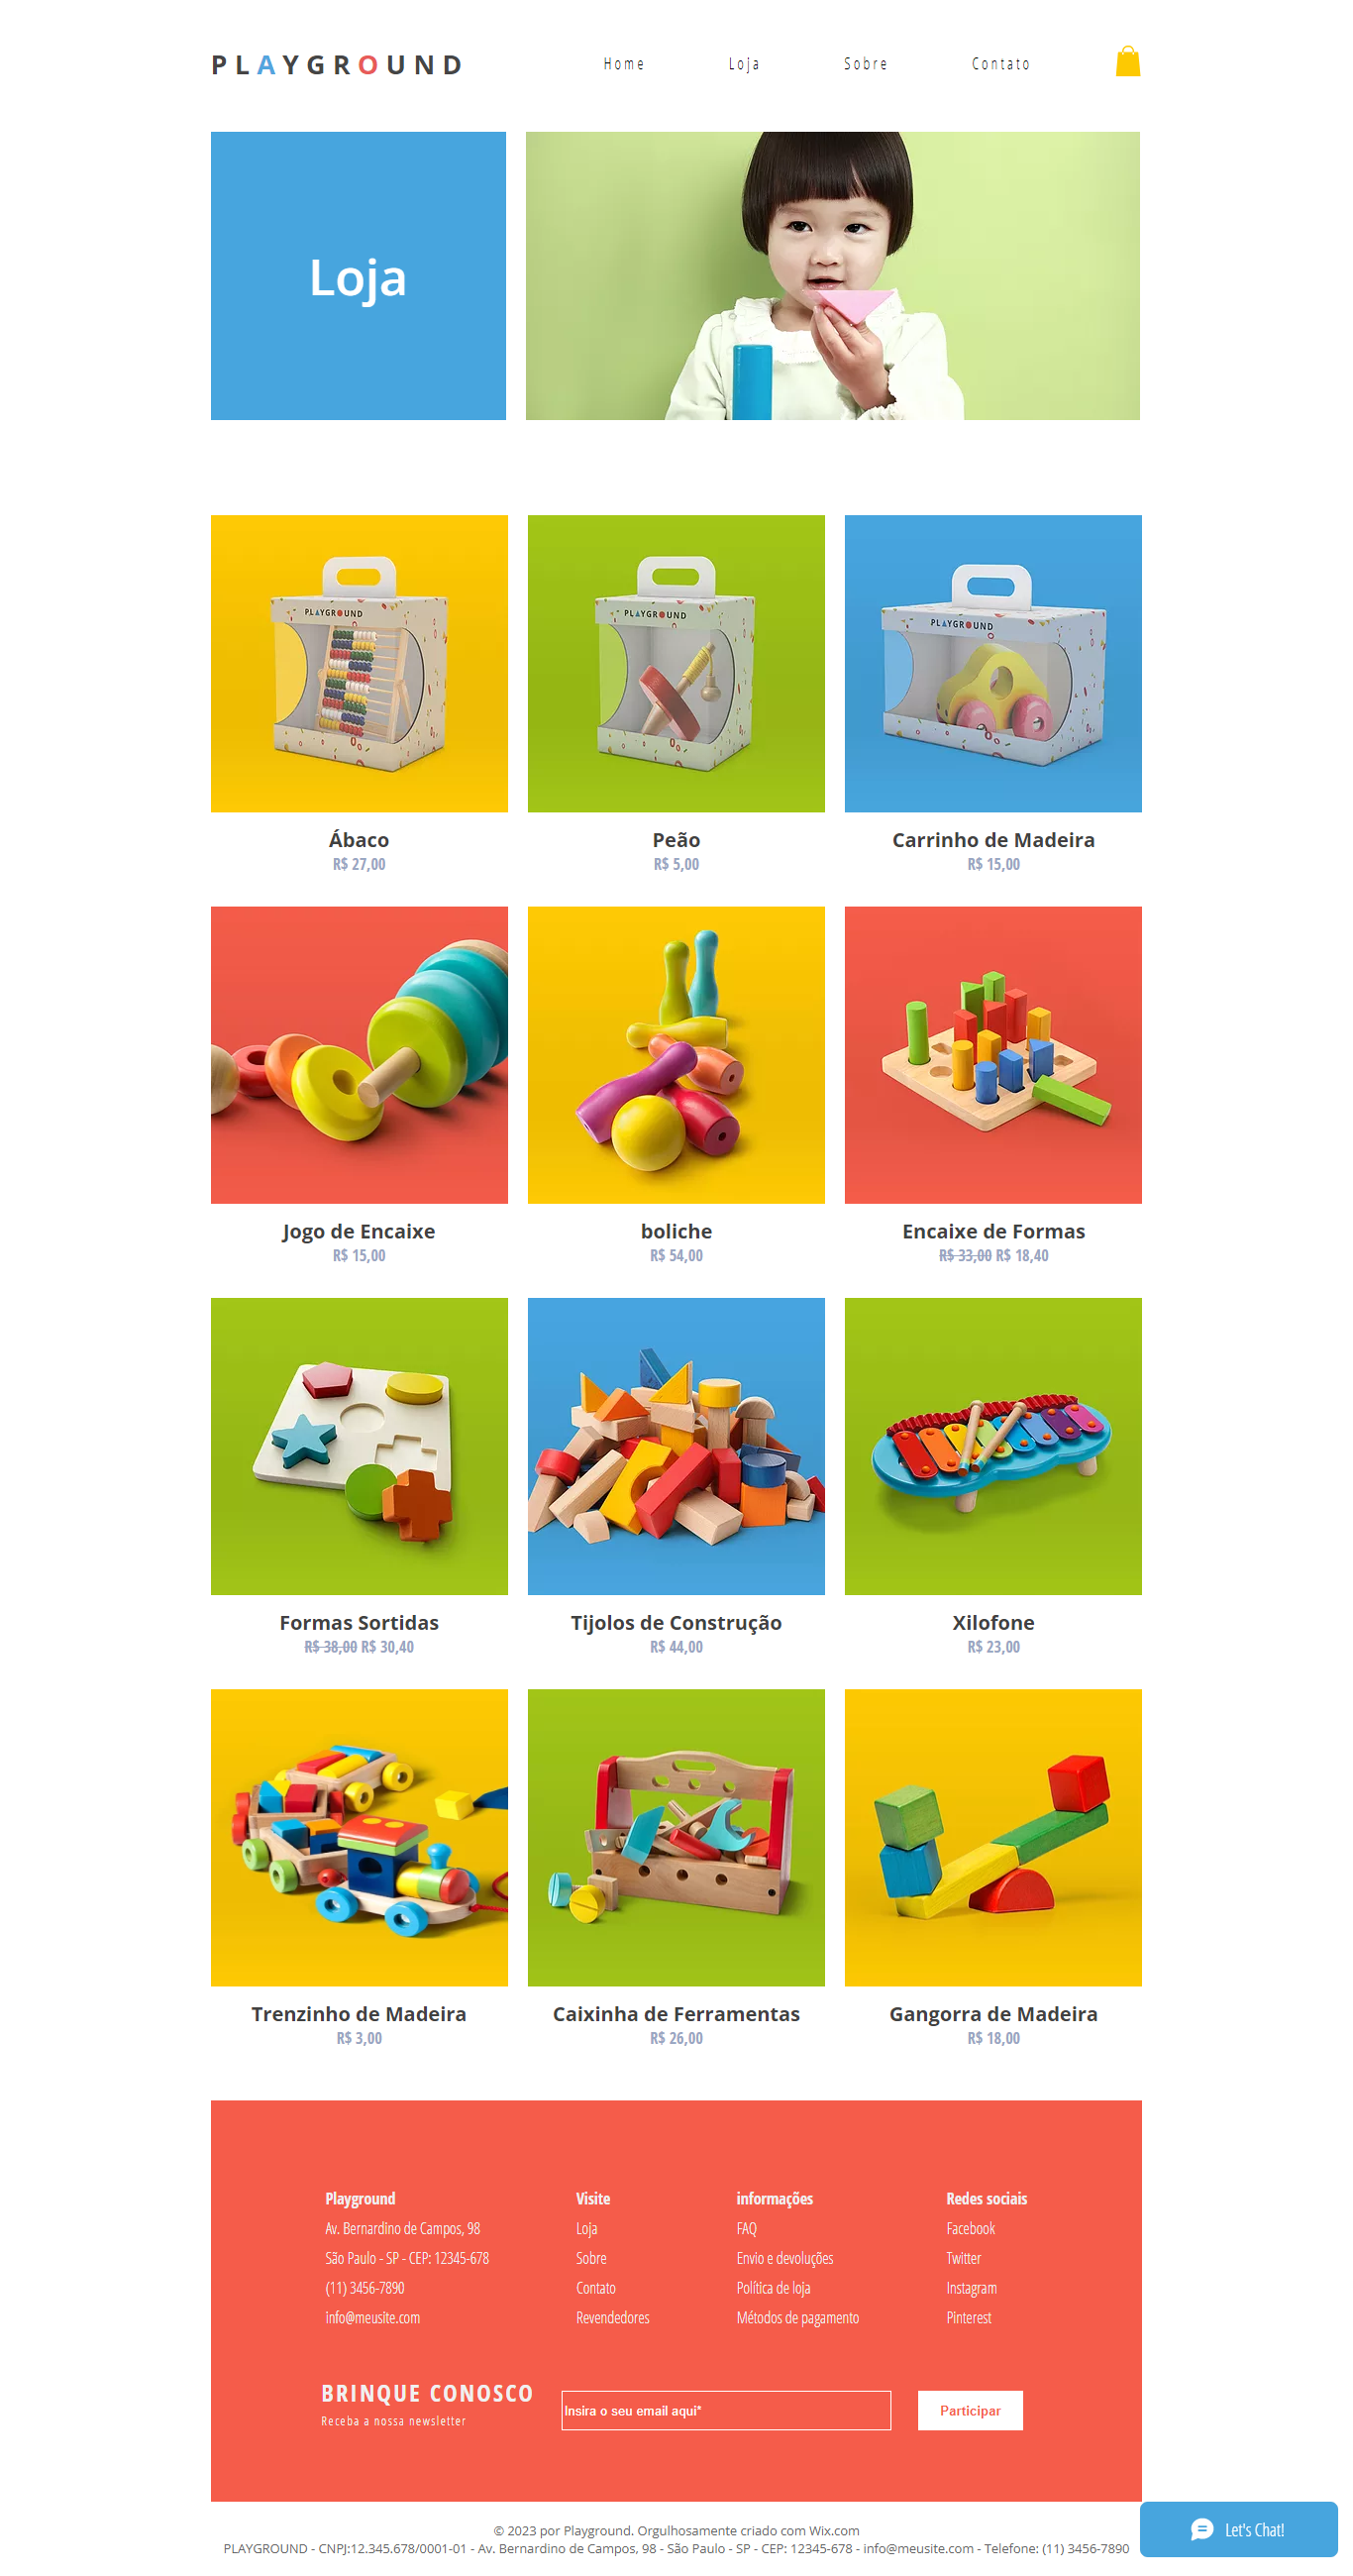 PLAYGROUND
Home
Loja
Sobre
Contato
Loja
PLAYGROUND
PLAYGROUND
PLAYGROUND
Ábaco
R$ 27,00
Peão
R$ 5,00
Carrinho de Madeira
R$ 15,00
Jogo de Encaixe
R$ 15,00
boliche
R$ 54,00
Encaixe de Formas
R$ 33,00 R$ 18,40
Formas Sortidas
R$ 38,00 R$ 30,40
Tijolos de Construção
R$ 44,00
Xilofone
R$ 23,00
Trenzinho de Madeira
R$ 3,00
Caixinha de Ferramentas
R$ 26,00
Gangorra de Madeira
R$ 18,00
Playground
Av. Bernardino de Campos, 98
São Paulo - SP - CEP: 12345-678
(11) 3456-7890
info@meusite.com
Visite
Loja
Sobre
Contato
Revendedores
informações
FAQ
Envio e devoluções
Política de loja
Métodos de pagamento
Redes sociais
Facebook
Twitter
Instagram
Pinterest
BRINQUE CONOSCO
Receba a nossa newsletter
Insira o seu email aqui*
Participar
© 2023 por Playground. Orgulhosamente criado com Wix.com
PLAYGROUND - CNPJ:12.345.678/0001-01 - Av. Bernardino de Campos, 98 - São Paulo - SP - CEP: 12345-678 - info@meusite.com - Telefone: (11) 3456-7890
Let's Chat!